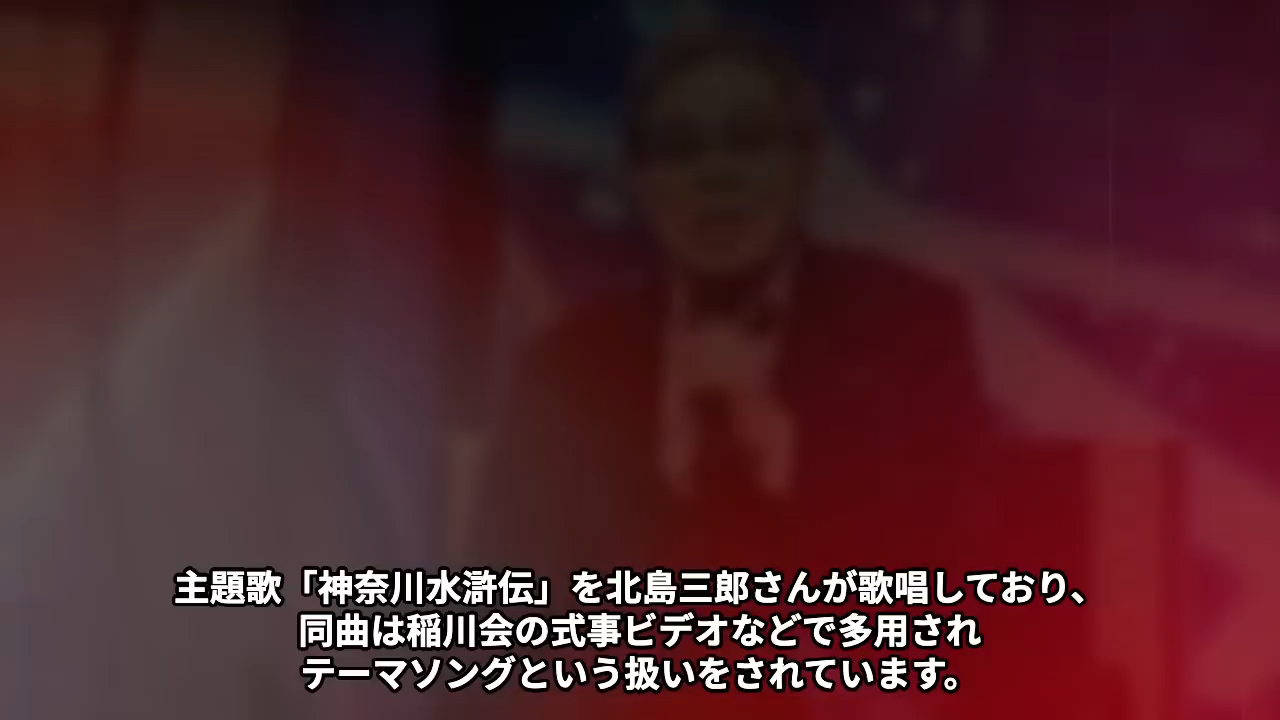 主題歌「神奈川水滸伝」を北島三郎さんが歌唱しており、
同曲は稲川会の式事ビデオなどで多用され
テーマソングという扱いをされています。